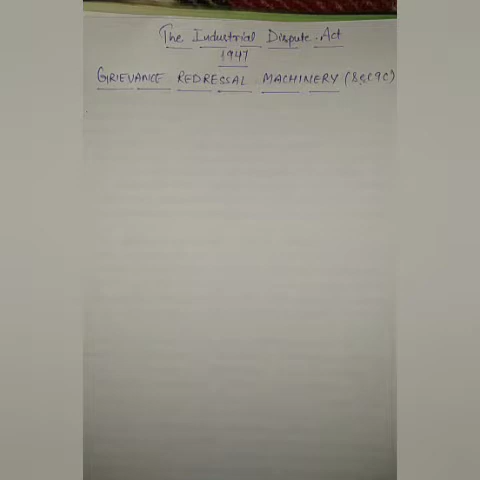 The Industrial Dispute Act
1947
GRIEVANCE REDRESSAL MACHINERY (Sec 9C)